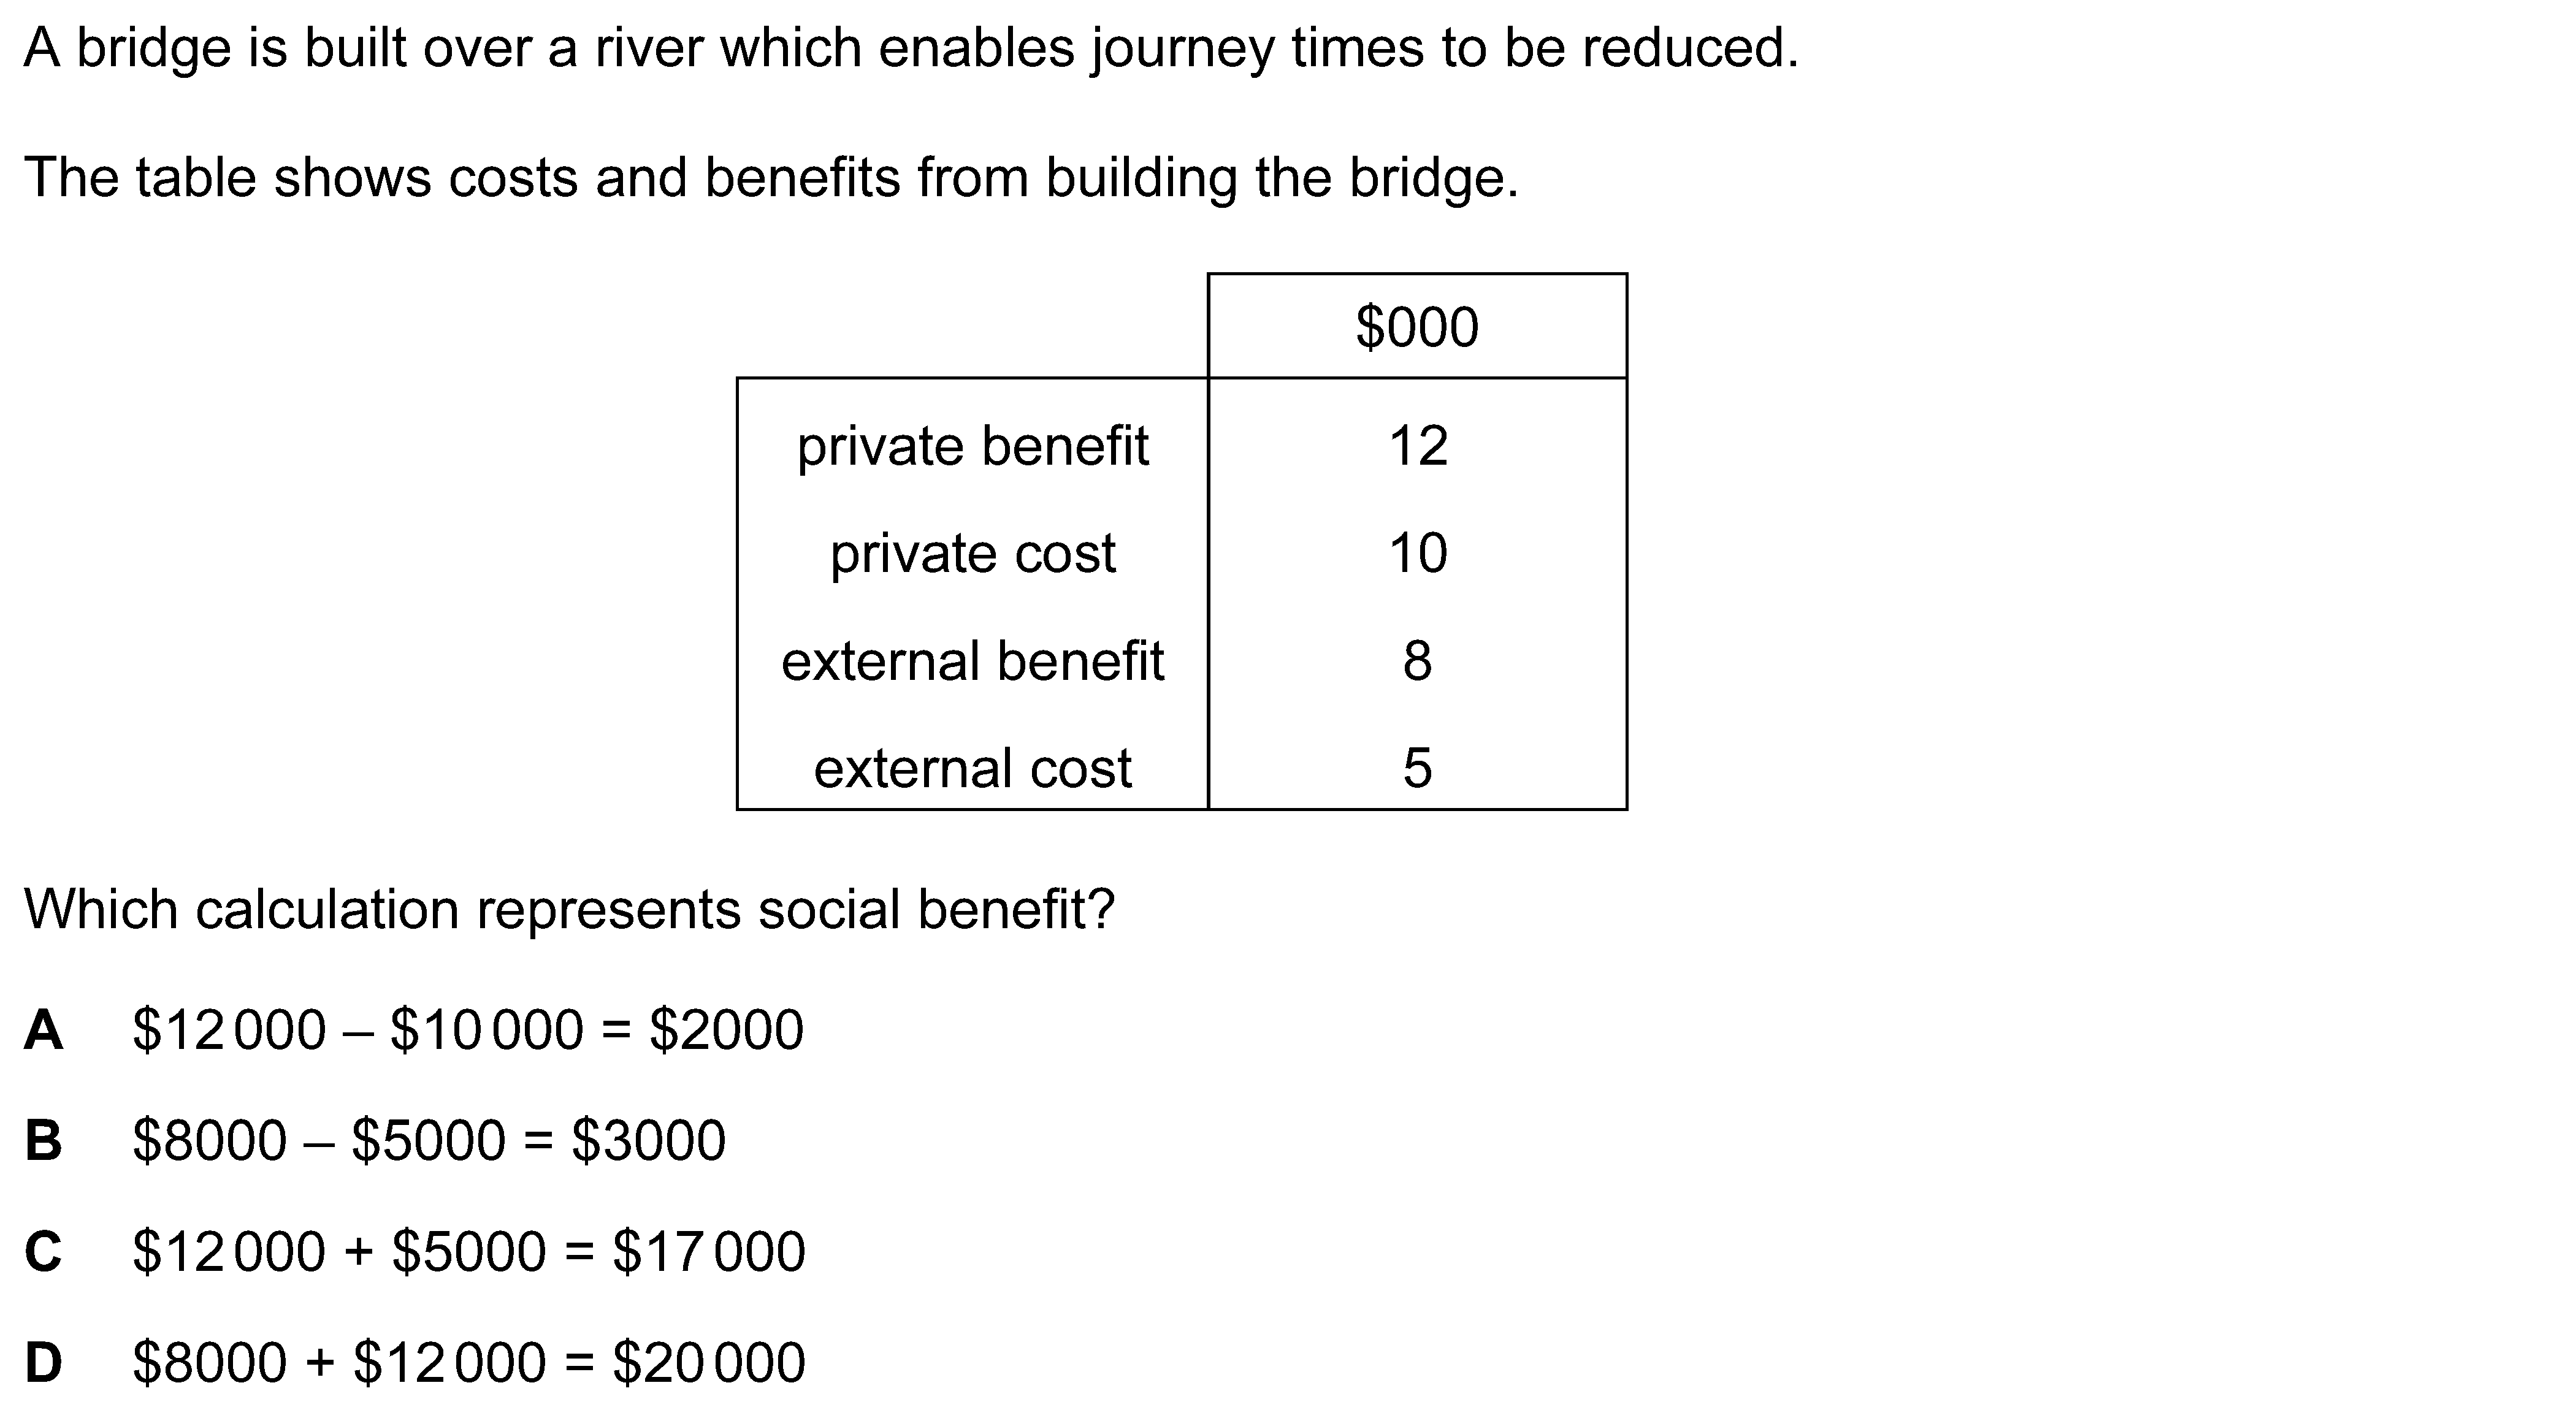 A bridge is built over a river which enables journey times to be reduced.
The table shows costs and benefits from building the bridge.
$000
private benefit 12
private cost 10
external benefit 8
external cost 5
Which calculation represents social benefit?
A $12 000 – $10 000 = $2000
B $8000 – $5000 = $3000
C $12 000 + $5000 = $17 000
D $8000 + $12 000 = $20 000